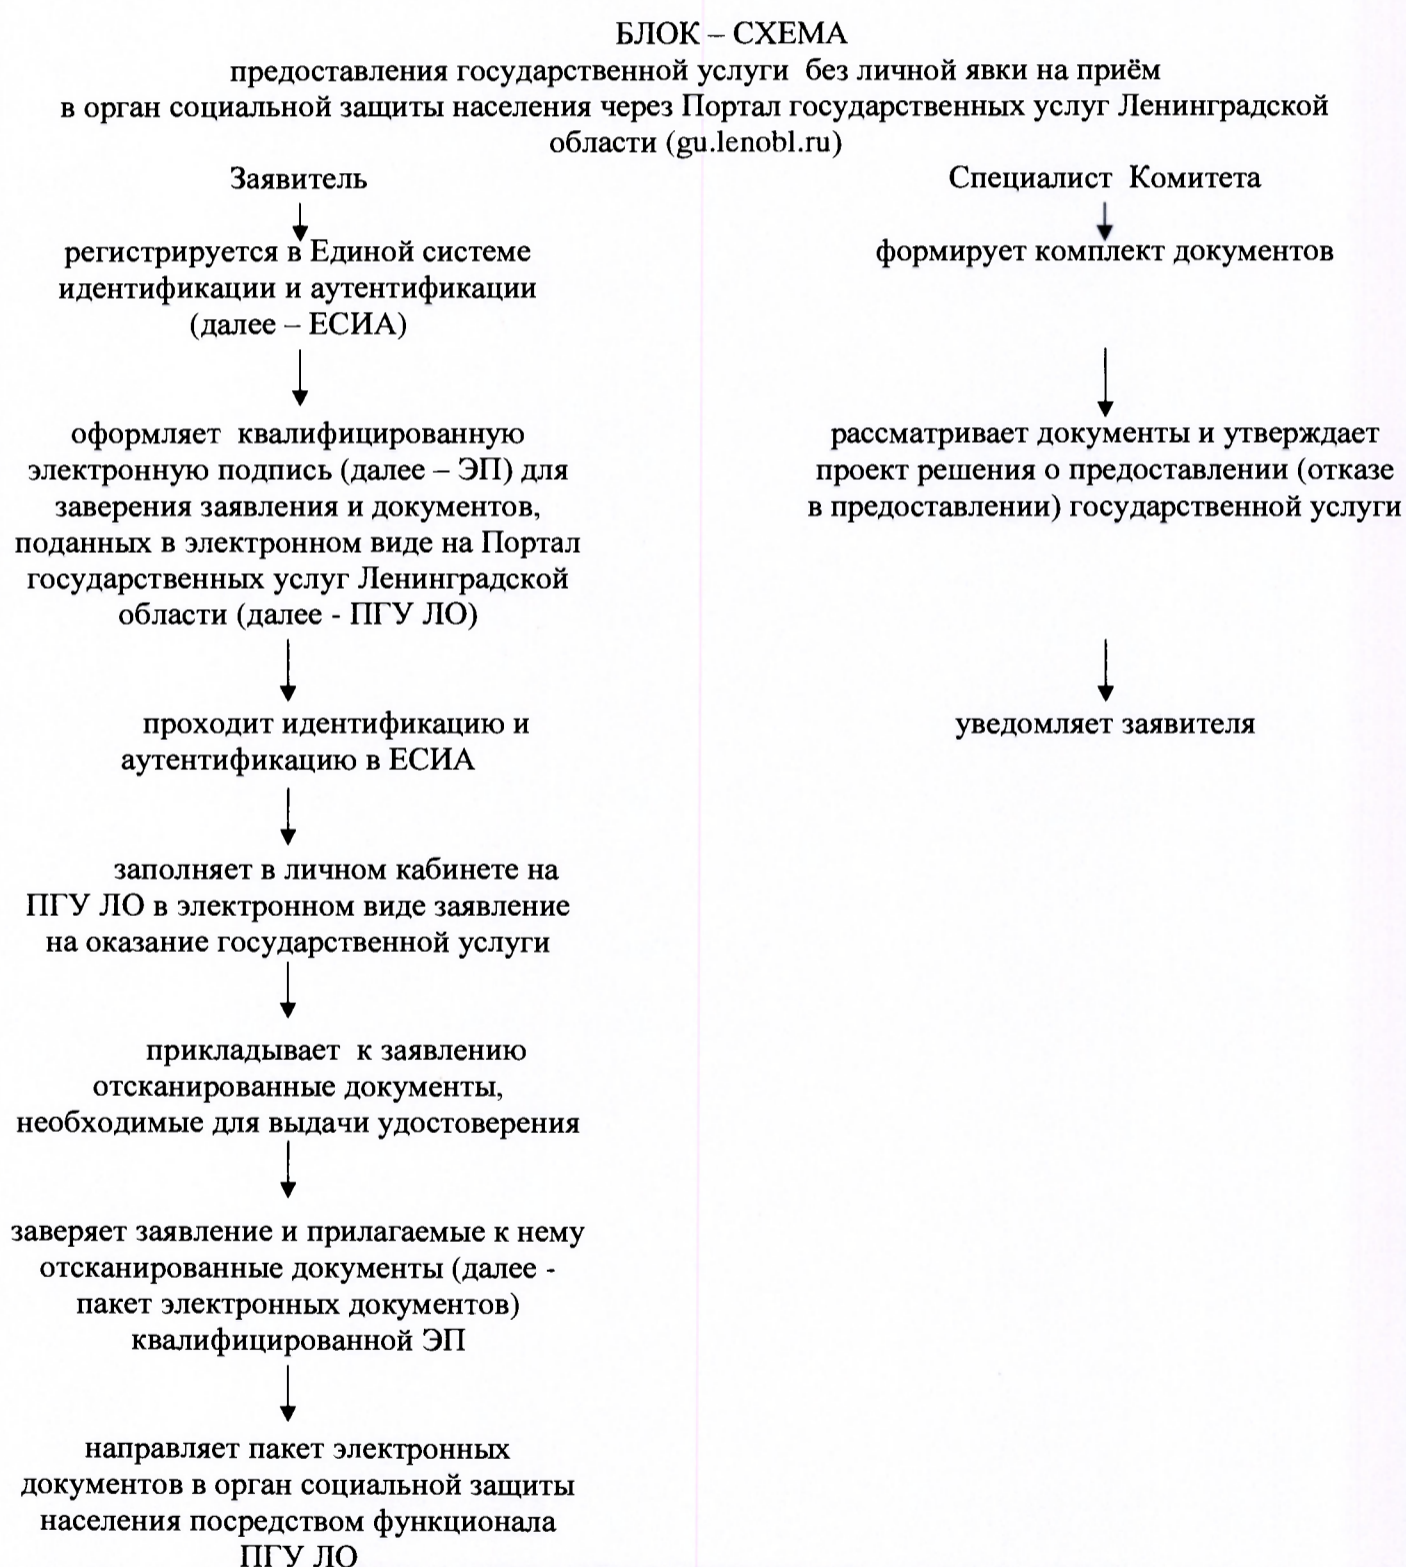 БЛОК – СХЕМА
предоставления государственной услуги без личной явки на приём
в орган социальной защиты населения через Портал государственных услуг Ленинградской
области (gu.lenobl.ru)
Заявитель
регистрируется в Единой системе
идентификации и аутентификации
(далее – ЕСИА)
оформляет квалифицированную
электронную подпись (далее – ЭП) для
заверения заявления и документов,
поданных в электронном виде на Портал
государственных услуг Ленинградской
области (далее - ПГУ ЛО)
проходит идентификацию и
аутентификацию в ЕСИА
заполняет в личном кабинете на
ПГУ ЛО в электронном виде заявление
на оказание государственной услуги
прикладывает к заявлению
отсканированные документы,
необходимые для выдачи удостоверения
заверяет заявление и прилагаемые к нему
отсканированные документы (далее -
пакет электронных документов)
квалифицированной ЭП
направляет пакет электронных
документов в орган социальной защиты
населения посредством функционала
ПГУ ЛО
Специалист Комитета
формирует комплект документов
рассматривает документы и утверждает
проект решения о предоставлении (отказе
в предоставлении) государственной услуги
уведомляет заявителя